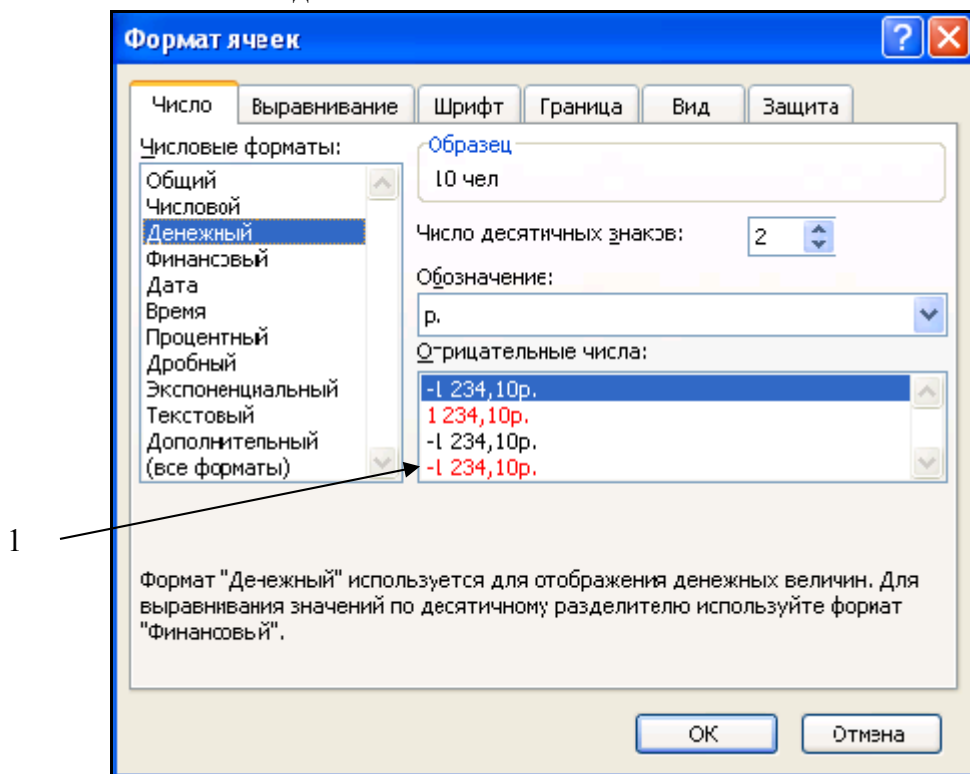 Формат ячеек
Число Выравнивание Шрифт Граница Вид Защита
Числовые форматы:
Общий
Числовой
Денежный
Финансовый
Дата
Время
Процентный
Дробный
Экспоненциальный
Текстовый
Дополнительный
(все форматы)
Образец
10 чел
Число десятичных знаков: 2
Обозначение:
р.
Отрицательные числа:
-1 234,10р.
1 234,10р.
-1 234,10р.
-1 234,10р.
1
Формат "Денежный" используется для отображения денежных величин. Для
выравнивания значений по десятичному разделителю используйте формат
"Финансовый".
ОК Отмена